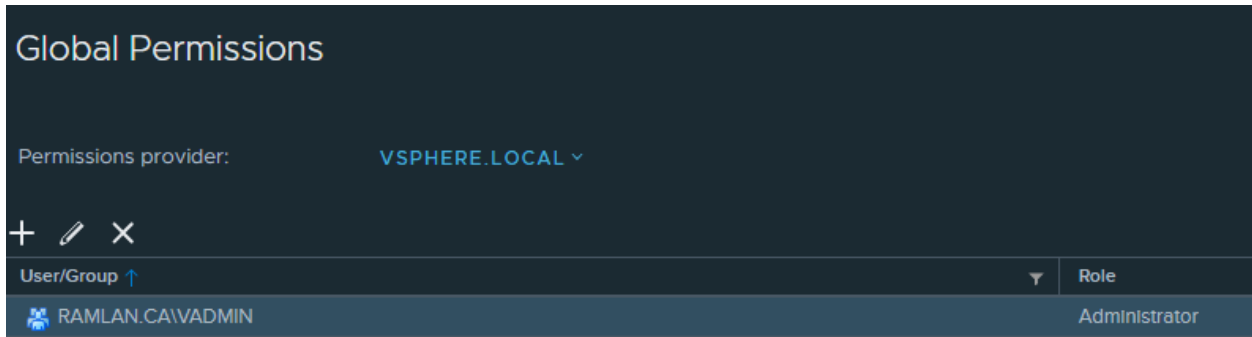 Global Permissions
Permissions provider: VSPHERE.LOCAL
User/Group Role
RAMLAN.CA\VADMIN Administrator